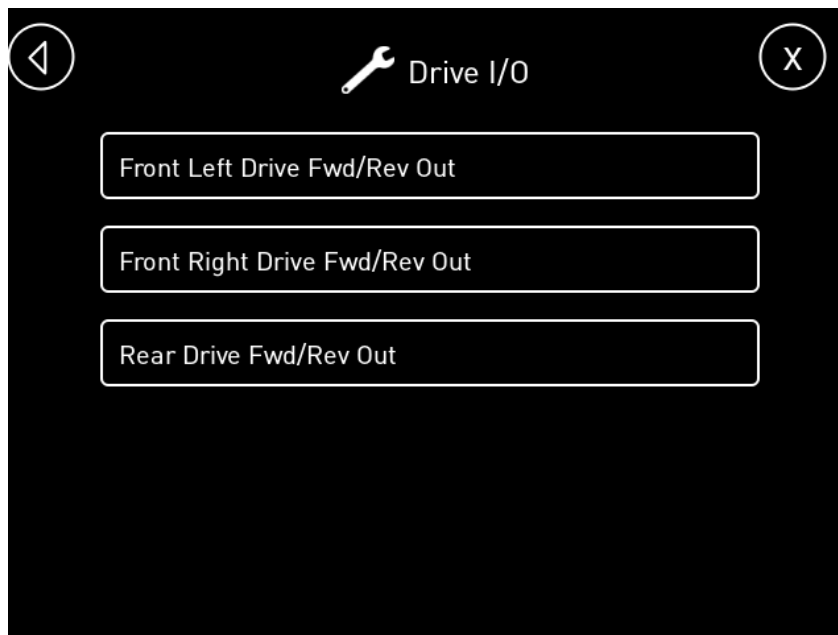 Drive I/O
X
Front Left Drive Fwd/Rev Out
Front Right Drive Fwd/Rev Out
Rear Drive Fwd/Rev Out